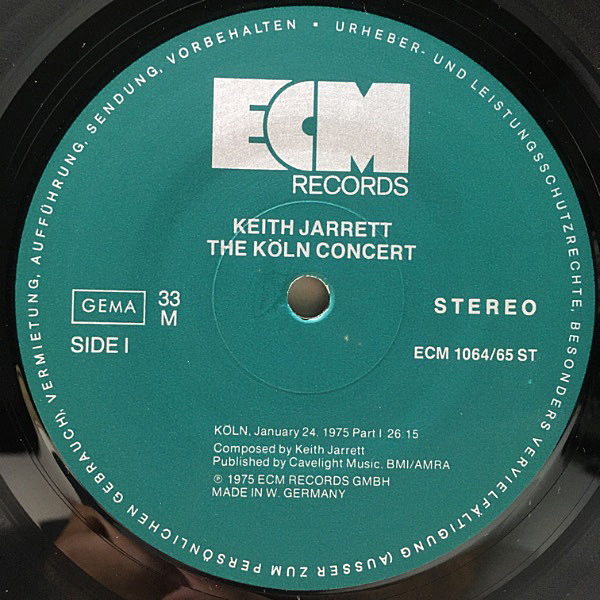 URHEBER- UND LEISTUNGSSCHUTZRECHTE, BESONDERS VERVIELFÄLTIGUNG (AUSSER ZUM PERSÖNLICHEN GEBRAUCH), VERMIETUNG, AUFFÜHRUNG, SENDUNG, VORBEHALTEN •
ECM
RECORDS
KEITH JARRETT
THE KÖLN CONCERT
GEMA
33
M
STEREO
SIDE I
ECM 1064/65 ST
KÖLN, January 24, 1975 Part I 26:15
Composed by Keith Jarrett
Published by Cavelight Music. BMI/AMRA
℗ 1975 ECM RECORDS GMBH
MADE IN W. GERMANY